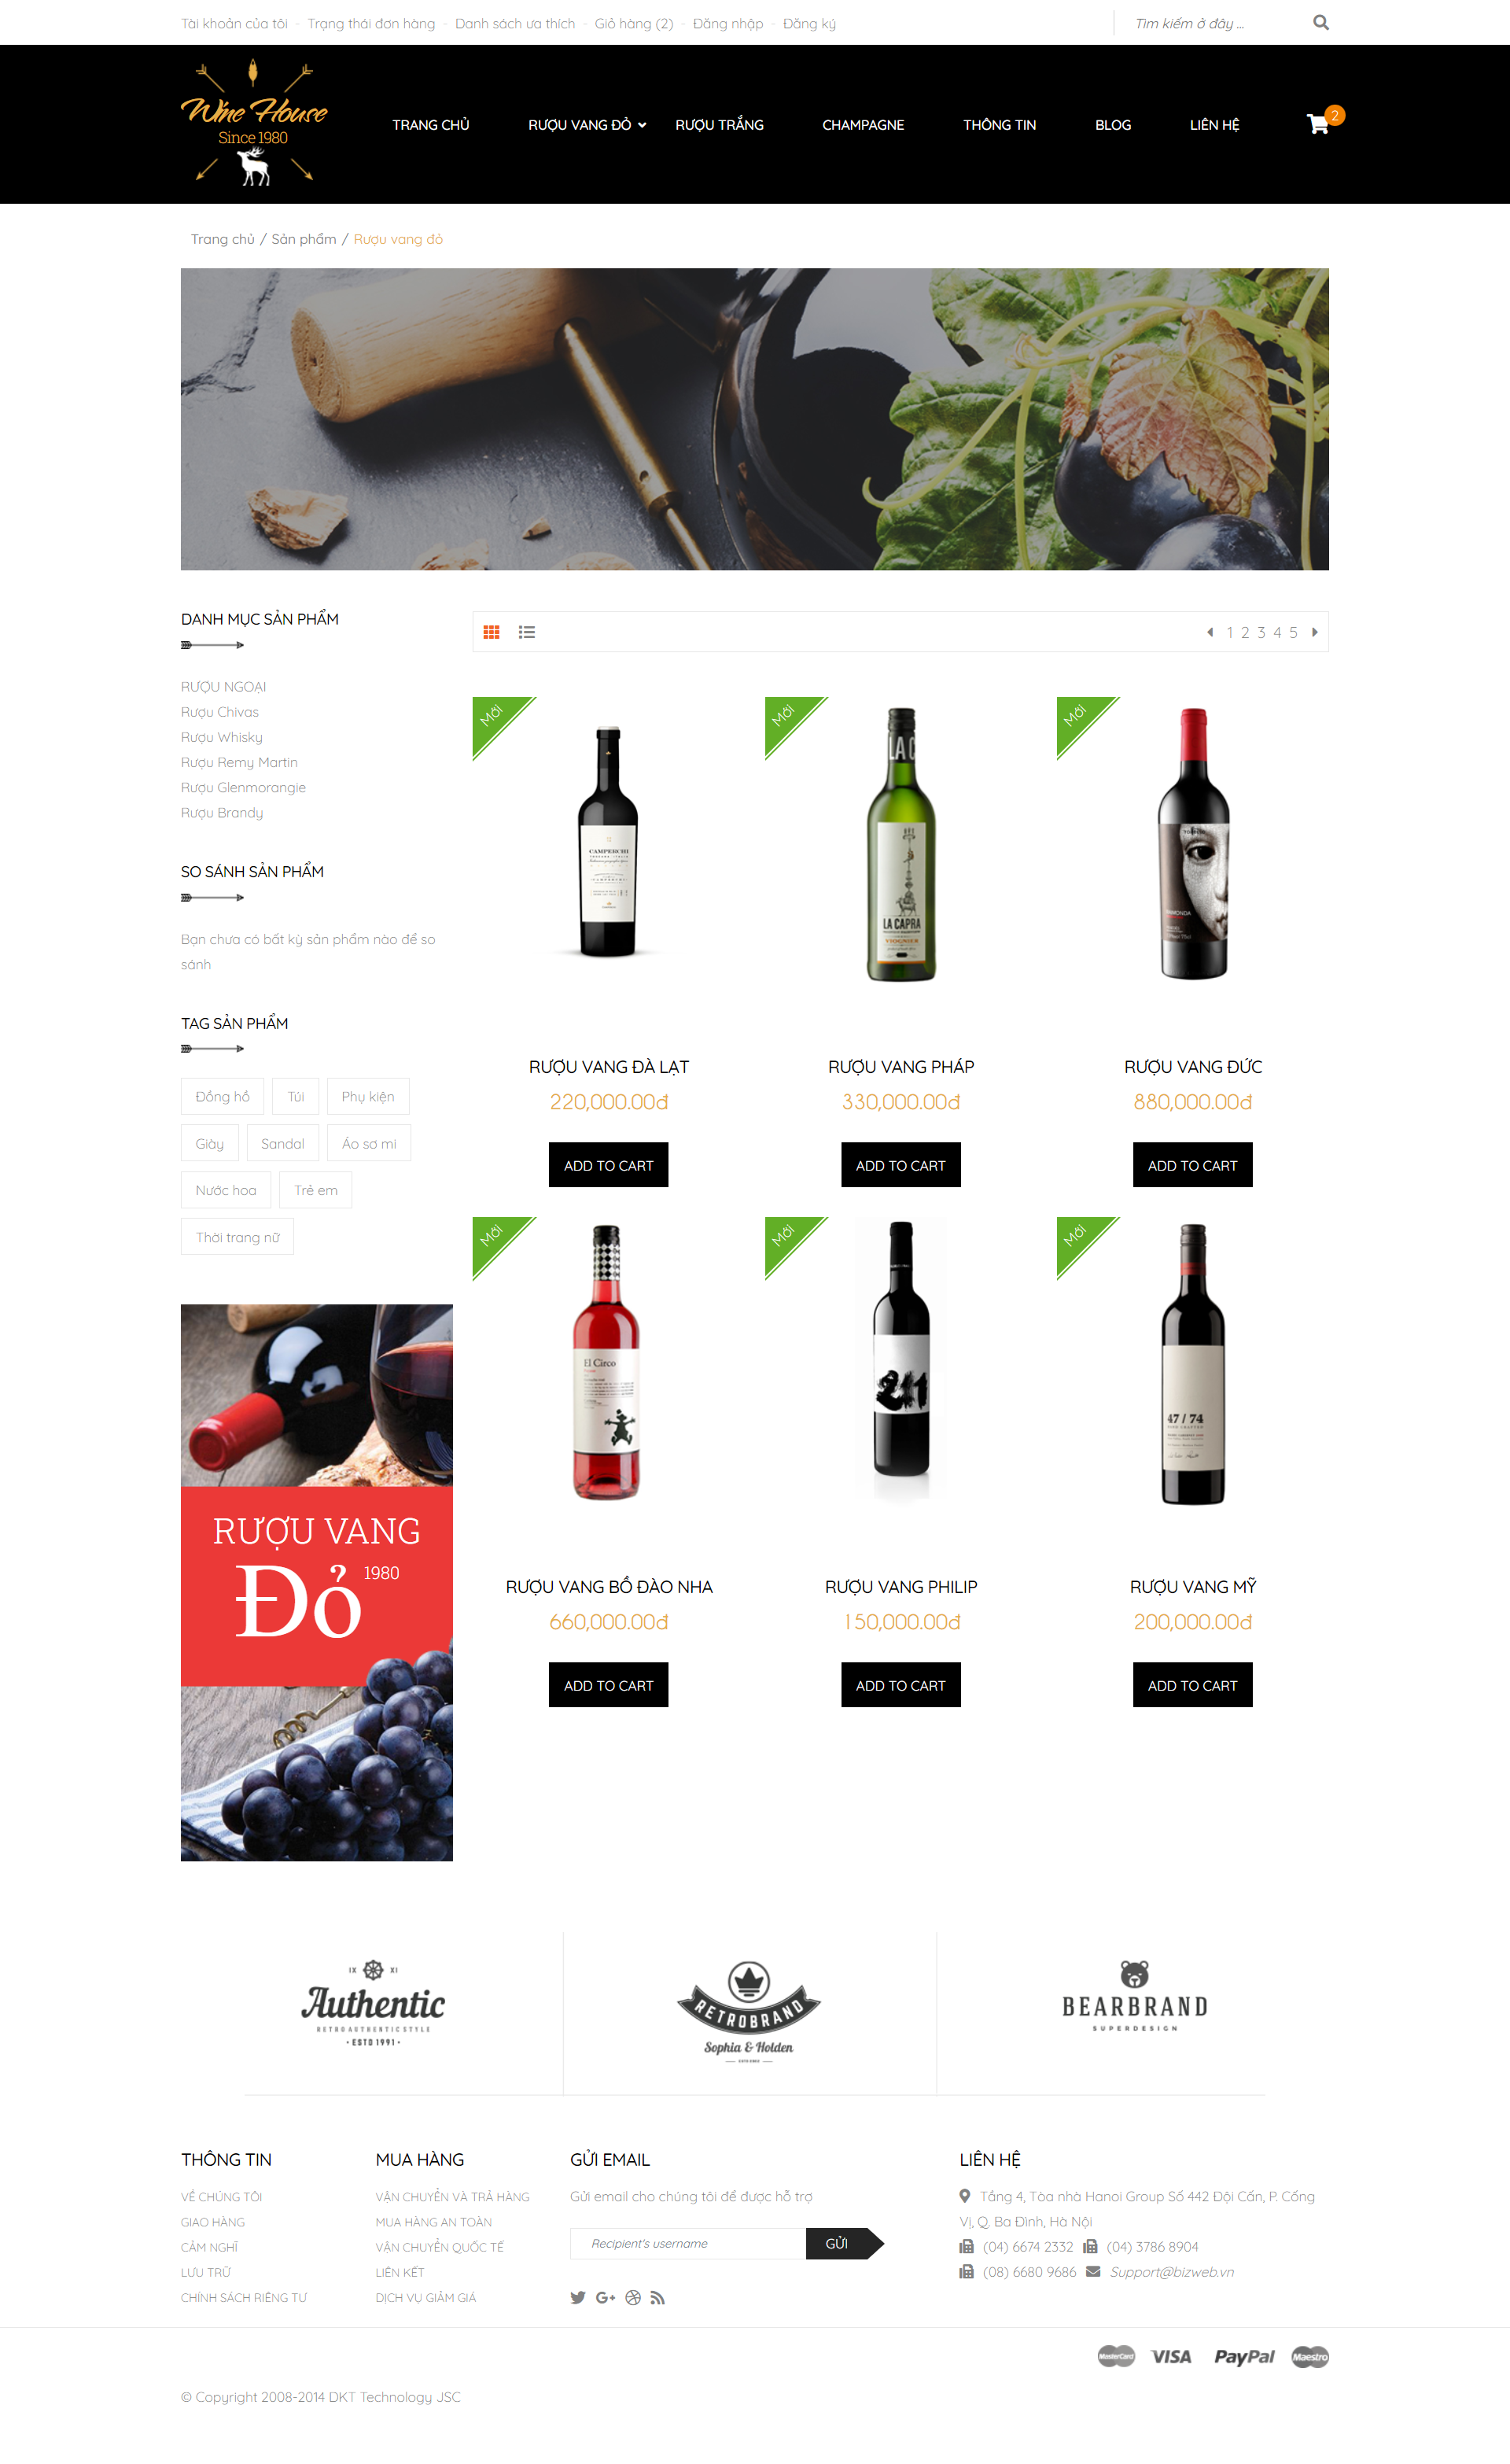 Tài khoản của tôi - Trạng thái đơn hàng - Danh sách ưa thích - Giỏ hàng (2) - Đăng nhập - Đăng ký
Tìm kiếm ở đây ...
Wine House
Since 1980
TRANG CHỦ RƯỢU VANG ĐỎ RƯỢU TRẮNG CHAMPAGNE THÔNG TIN BLOG LIÊN HỆ 2
Trang chủ / Sản phẩm / Rượu vang đỏ
DANH MỤC SẢN PHẨM
RƯỢU NGOẠI
Rượu Chivas
Rượu Whisky
Rượu Remy Martin
Rượu Glenmorangie
Rượu Brandy
SO SÁNH SẢN PHẨM
Bạn chưa có bất kỳ sản phẩm nào để so
sánh
TAG SẢN PHẨM
Đồng hồ Túi Phụ kiện
Giày Sandal Áo sơ mi
Nước hoa Trẻ em
Thời trang nữ
RƯỢU VANG
Đỏ 1980
1 2 3 4 5
Mới Mới Mới
CAMPERCHI
LA CAPRA
VIOGNIER
RƯỢU VANG ĐÀ LẠT RƯỢU VANG PHÁP RƯỢU VANG ĐỨC
220,000.00đ 330,000.00đ 880,000.00đ
ADD TO CART ADD TO CART ADD TO CART
Mới Mới Mới
El Circo
47 / 74
RƯỢU VANG BỒ ĐÀO NHA RƯỢU VANG PHILIP RƯỢU VANG MỸ
660,000.00đ 150,000.00đ 200,000.00đ
ADD TO CART ADD TO CART ADD TO CART
IX XI
Authentic
RETROAUTHENTICSTYLE
• ESTD 1991 •
RETROBRAND
Sophia & Holden
BEARBRAND
SUPERDESIGN
THÔNG TIN
VỀ CHÚNG TÔI
GIAO HÀNG
CẢM NGHĨ
LƯU TRỮ
CHÍNH SÁCH RIÊNG TƯ
MUA HÀNG
VẬN CHUYỂN VÀ TRẢ HÀNG
MUA HÀNG AN TOÀN
VẬN CHUYỂN QUỐC TẾ
LIÊN KẾT
DỊCH VỤ GIẢM GIÁ
GỬI EMAIL
Gửi email cho chúng tôi để được hỗ trợ
Recipient's username GỬI
G+
LIÊN HỆ
Tầng 4, Tòa nhà Hanoi Group Số 442 Đội Cấn, P. Cống
Vị, Q. Ba Đình, Hà Nội
(04) 6674 2332 (04) 3786 8904
(08) 6680 9686 Support@bizweb.vn
MasterCard VISA PayPal Maestro
© Copyright 2008-2014 DKT Technology JSC